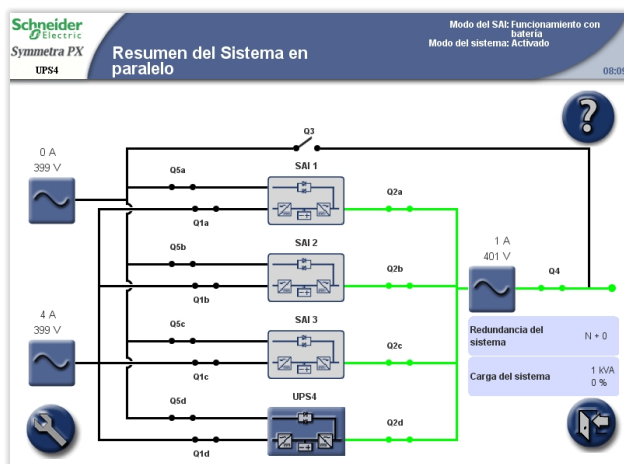 Schneider
Electric
Symmetra PX
UPS4
Resumen del Sistema en
paralelo
Modo del SAI: Funcionamiento con
batería
Modo del sistema: Activado
08:09
0 A
399 V
Q3
?
Q5a
SAI 1
Q2a
Q1a
1 A
401 V
Q4
Q5b
SAI 2
Q2b
Q1b
4 A
399 V
Q5c
SAI 3
Q2c
Q1c
Redundancia del
sistema
N + 0
Carga del sistema
1 kVA
0 %
Q5d
UPS4
Q2d
Q1d